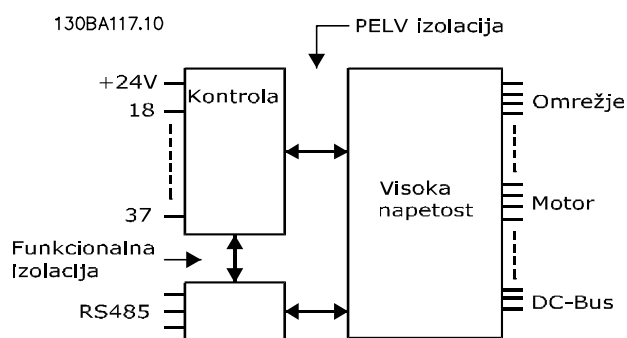 130BA117.10
PELV izolacija
+24V
18
37
Kontrola
Visoka
napetost
Omrežje
Motor
DC-Bus
Funkcionalna
izolacija
RS485